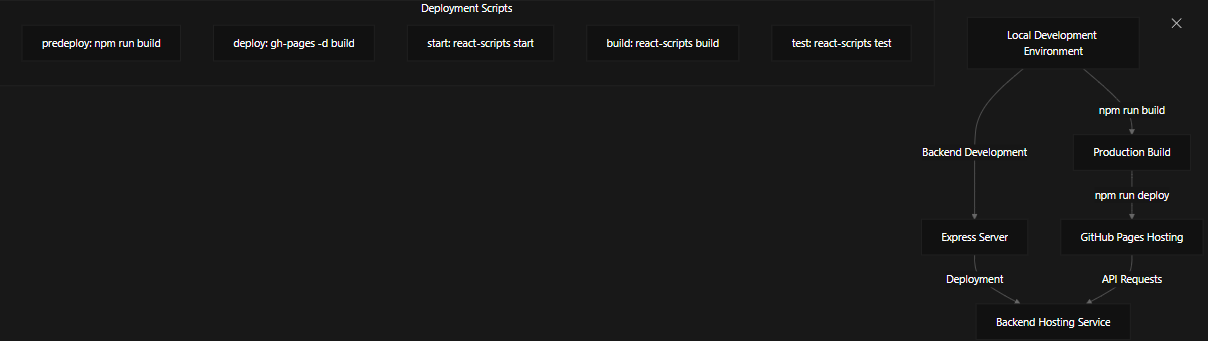 Deployment Scripts
predeploy: npm run build
deploy: gh-pages -d build
start: react-scripts start
build: react-scripts build
test: react-scripts test
Local Development
Environment
npm run build
Backend Development
Production Build
npm run deploy
Express Server
GitHub Pages Hosting
Deployment
API Requests
Backend Hosting Service